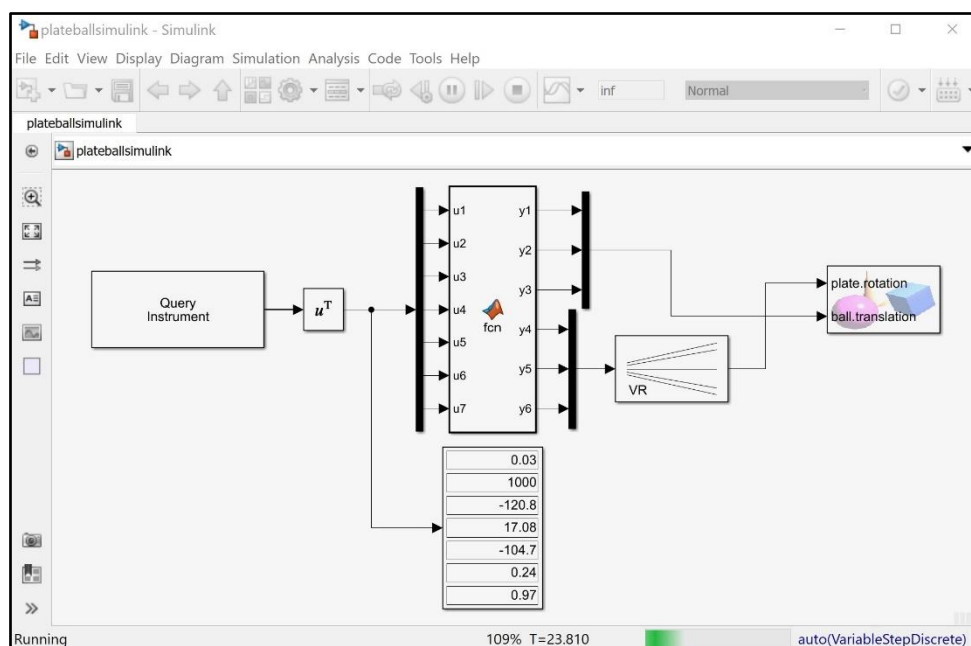 plateballsimulink - Simulink
File Edit View Display Diagram Simulation Analysis Code Tools Help
inf
Normal
plateballsimulink
plateballsimulink
Query
Instrument
u^T
u1
u2
u3
u4
u5
u6
u7
fcn
y1
y2
y3
y4
y5
y6
VR
plate.rotation
ball.translation
0.03
1000
-120.8
17.08
-104.7
0.24
0.97
Running
109% T=23.810
auto(VariableStepDiscrete)